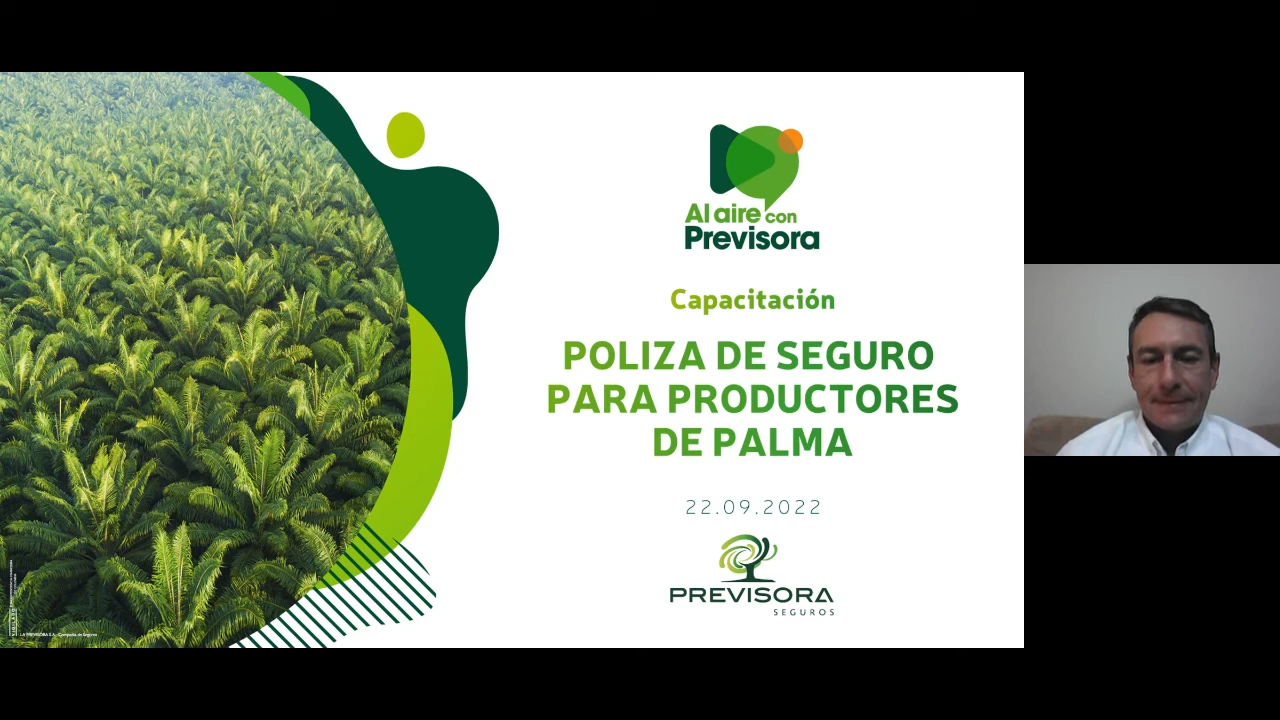 Al aire con
Previsora
Capacitación
POLIZA DE SEGURO
PARA PRODUCTORES
DE PALMA
22.09.2022
PREVISORA
SEGUROS
LA PREVISORA S.A. Compañía de Seguros